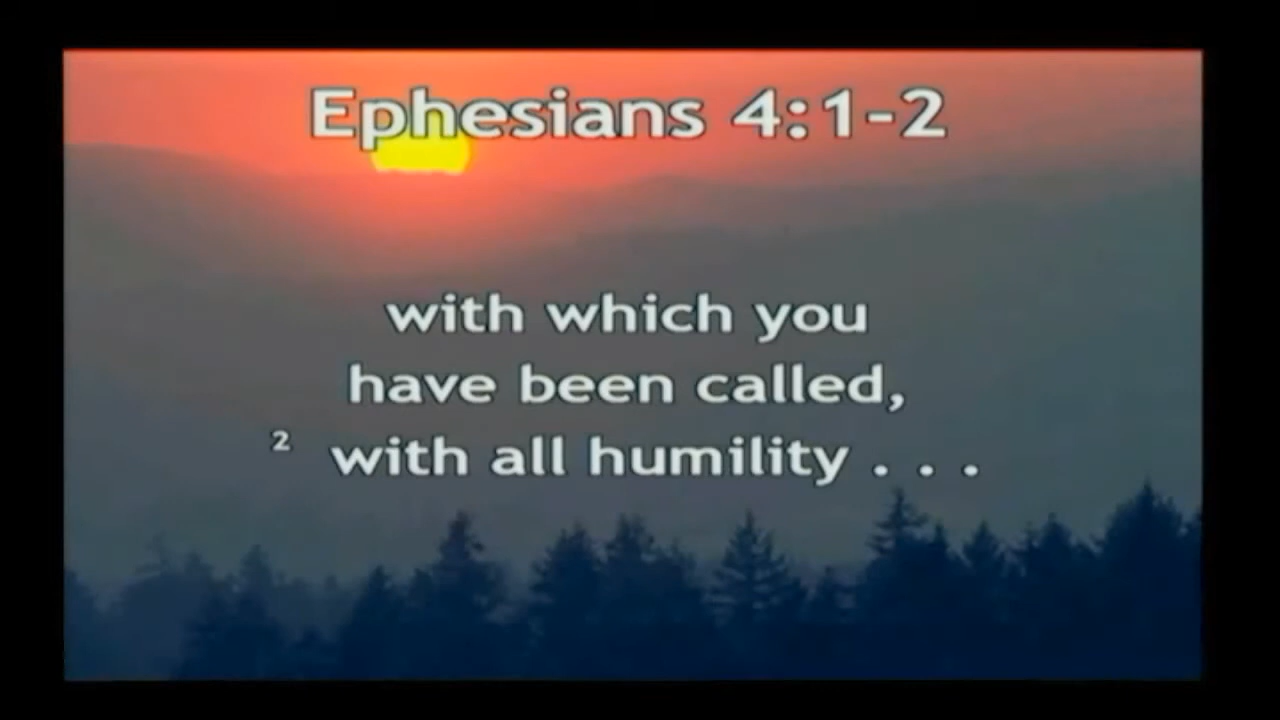 Ephesians 4:1-2
with which you
have been called,
2 with all humility . . .